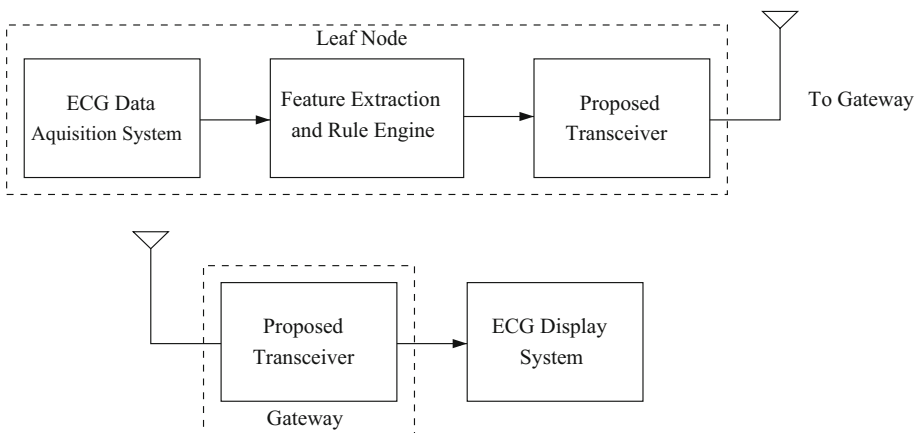 Leaf Node
ECG Data
Aquisition System
Feature Extraction
and Rule Engine
Proposed
Transceiver
To Gateway
Proposed
Transceiver
ECG Display
System
Gateway